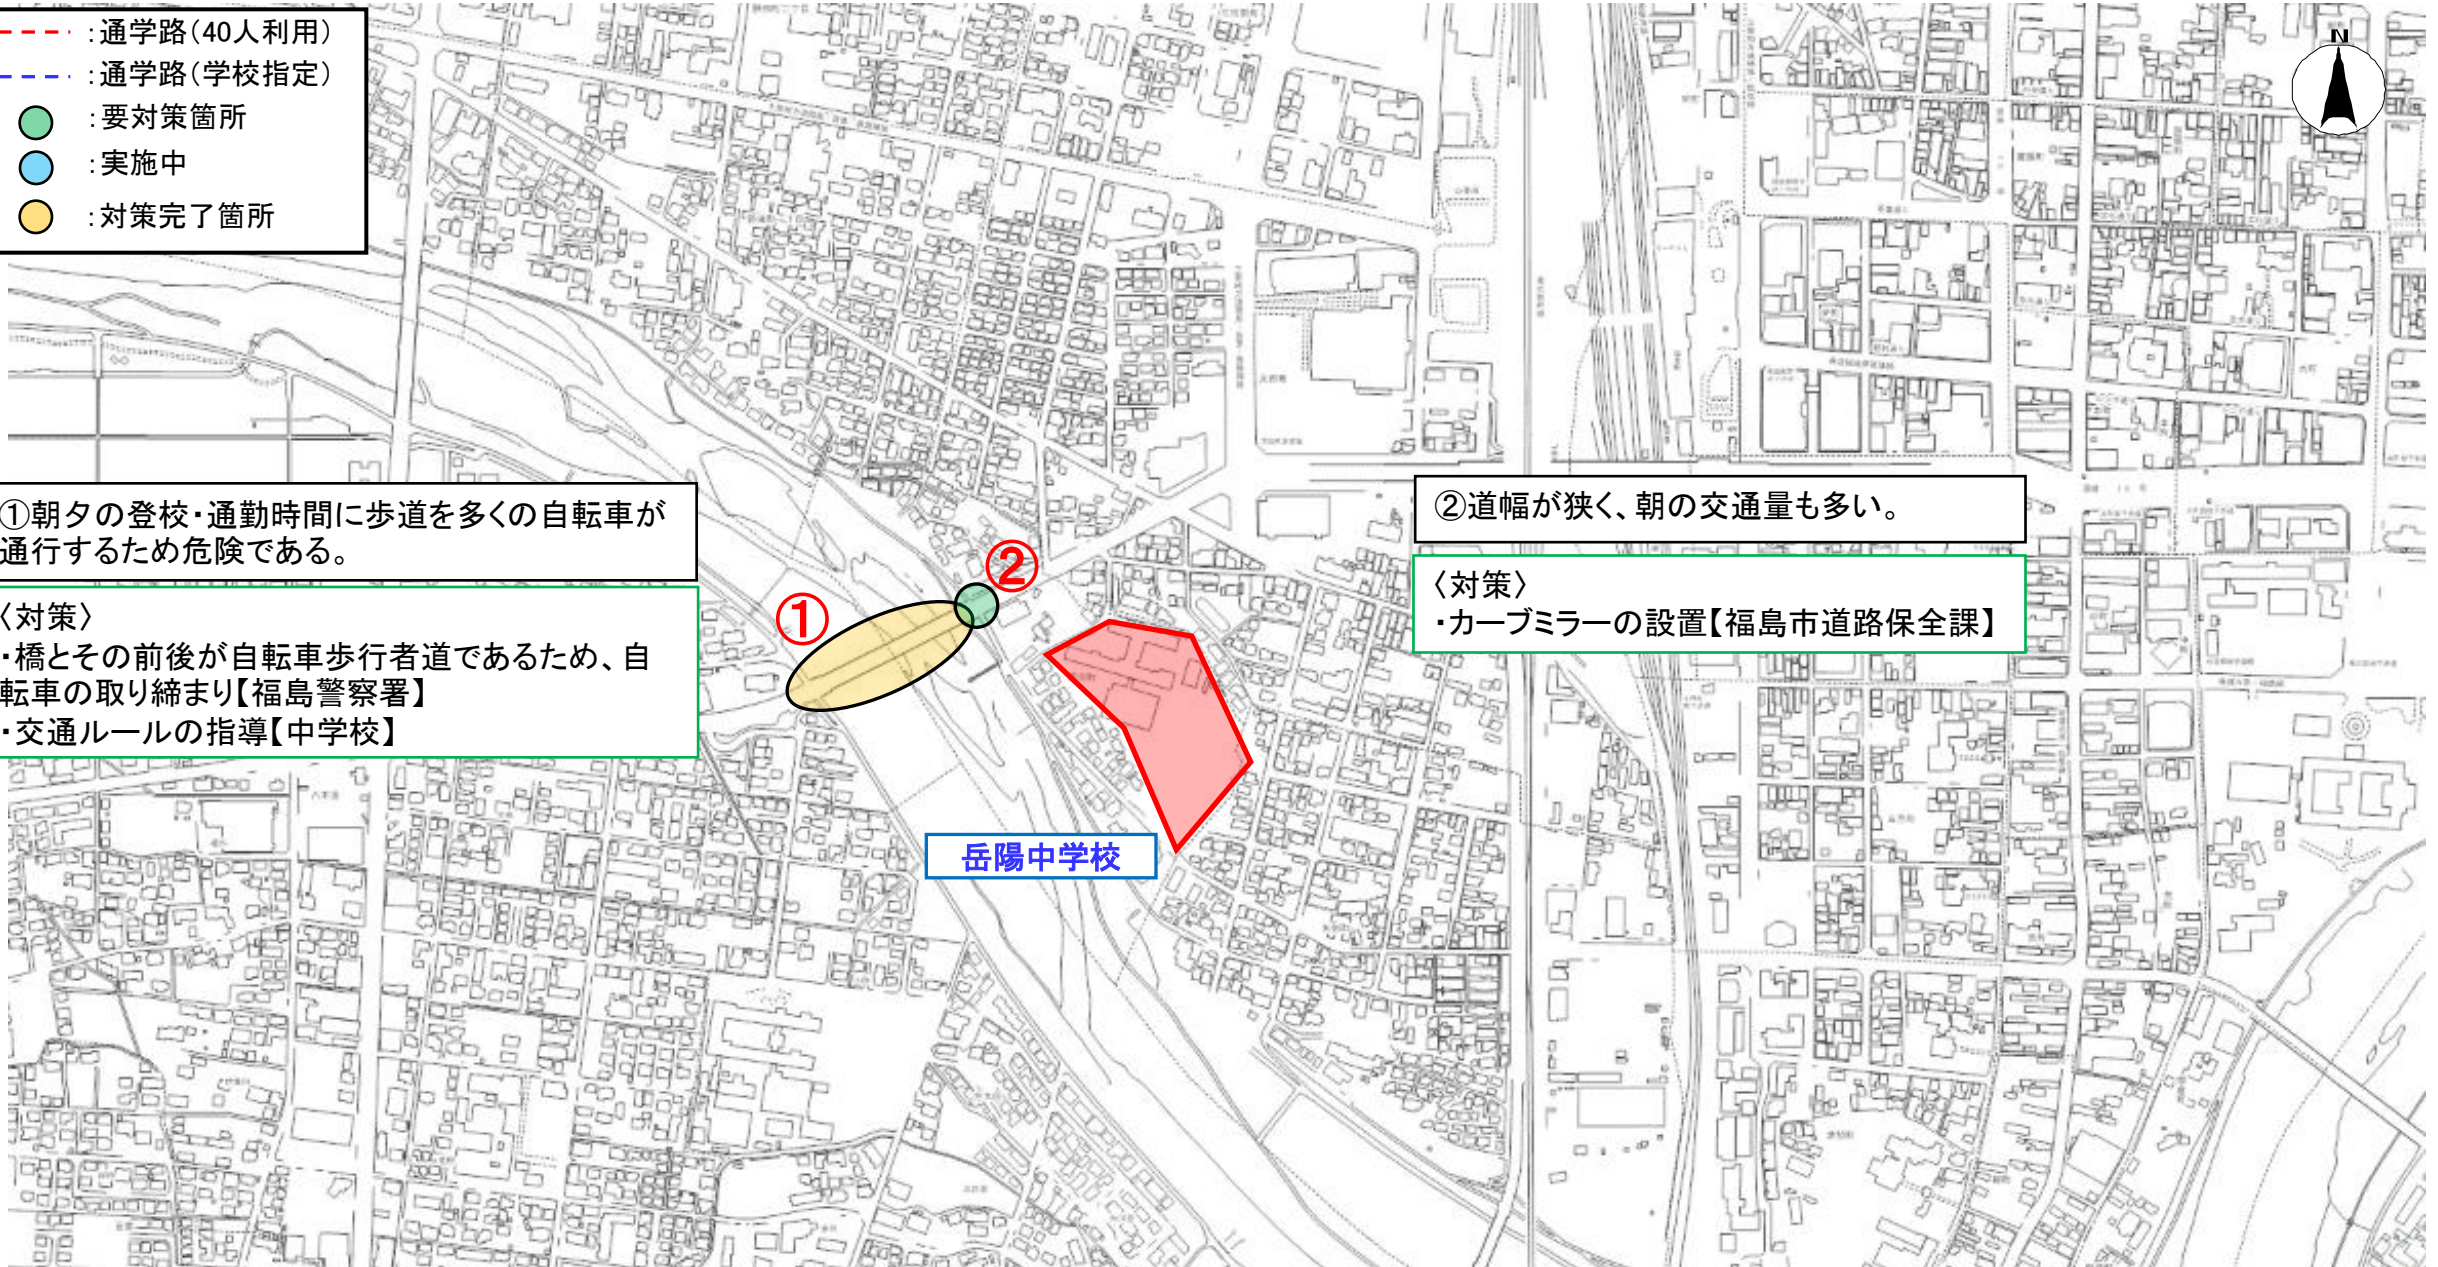 :通学路(40人利用)
:通学路(学校指定)
:要対策箇所
:実施中
:対策完了箇所
N
①朝夕の登校・通勤時間に歩道を多くの自転車が
通行するため危険である。
〈対策〉
・橋とその前後が自転車歩行者道であるため、自
転車の取り締まり【福島警察署】
・交通ルールの指導【中学校】
①
②
②道幅が狭く、朝の交通量も多い。
〈対策〉
・カーブミラーの設置【福島市道路保全課】
岳陽中学校